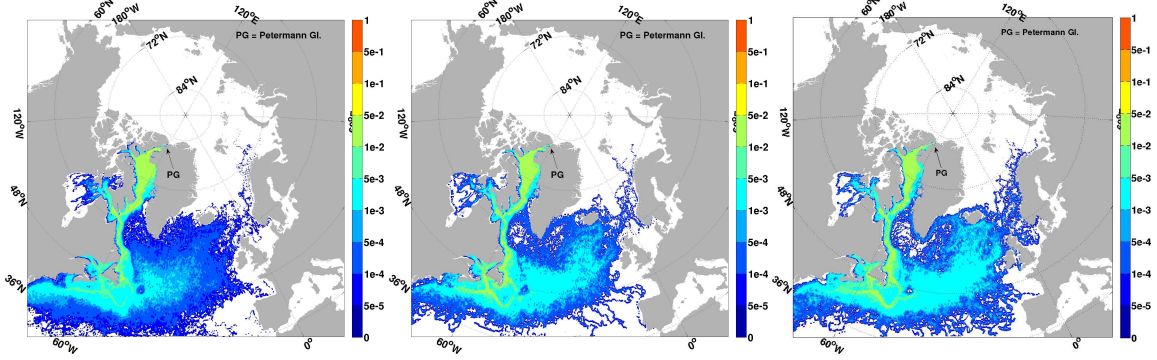 60°N
180°W
120°E
PG = Petermann Gl.
72°N
84°N
120°W
PG
48°N
36°N
60°W
0°
1
5e-1
1e-1
5e-2
1e-2
5e-3
1e-3
5e-4
1e-4
5e-5
0
60°N
180°W
120°E
PG = Petermann Gl.
72°N
84°N
120°W
PG
48°N
36°N
60°W
0°
1
5e-1
1e-1
5e-2
1e-2
5e-3
1e-3
5e-4
1e-4
5e-5
0
60°N
180°W
120°E
PG = Petermann Gl.
72°N
84°N
120°W
PG
48°N
36°N
60°W
0°
1
5e-1
1e-1
5e-2
1e-2
5e-3
1e-3
5e-4
1e-4
5e-5
0